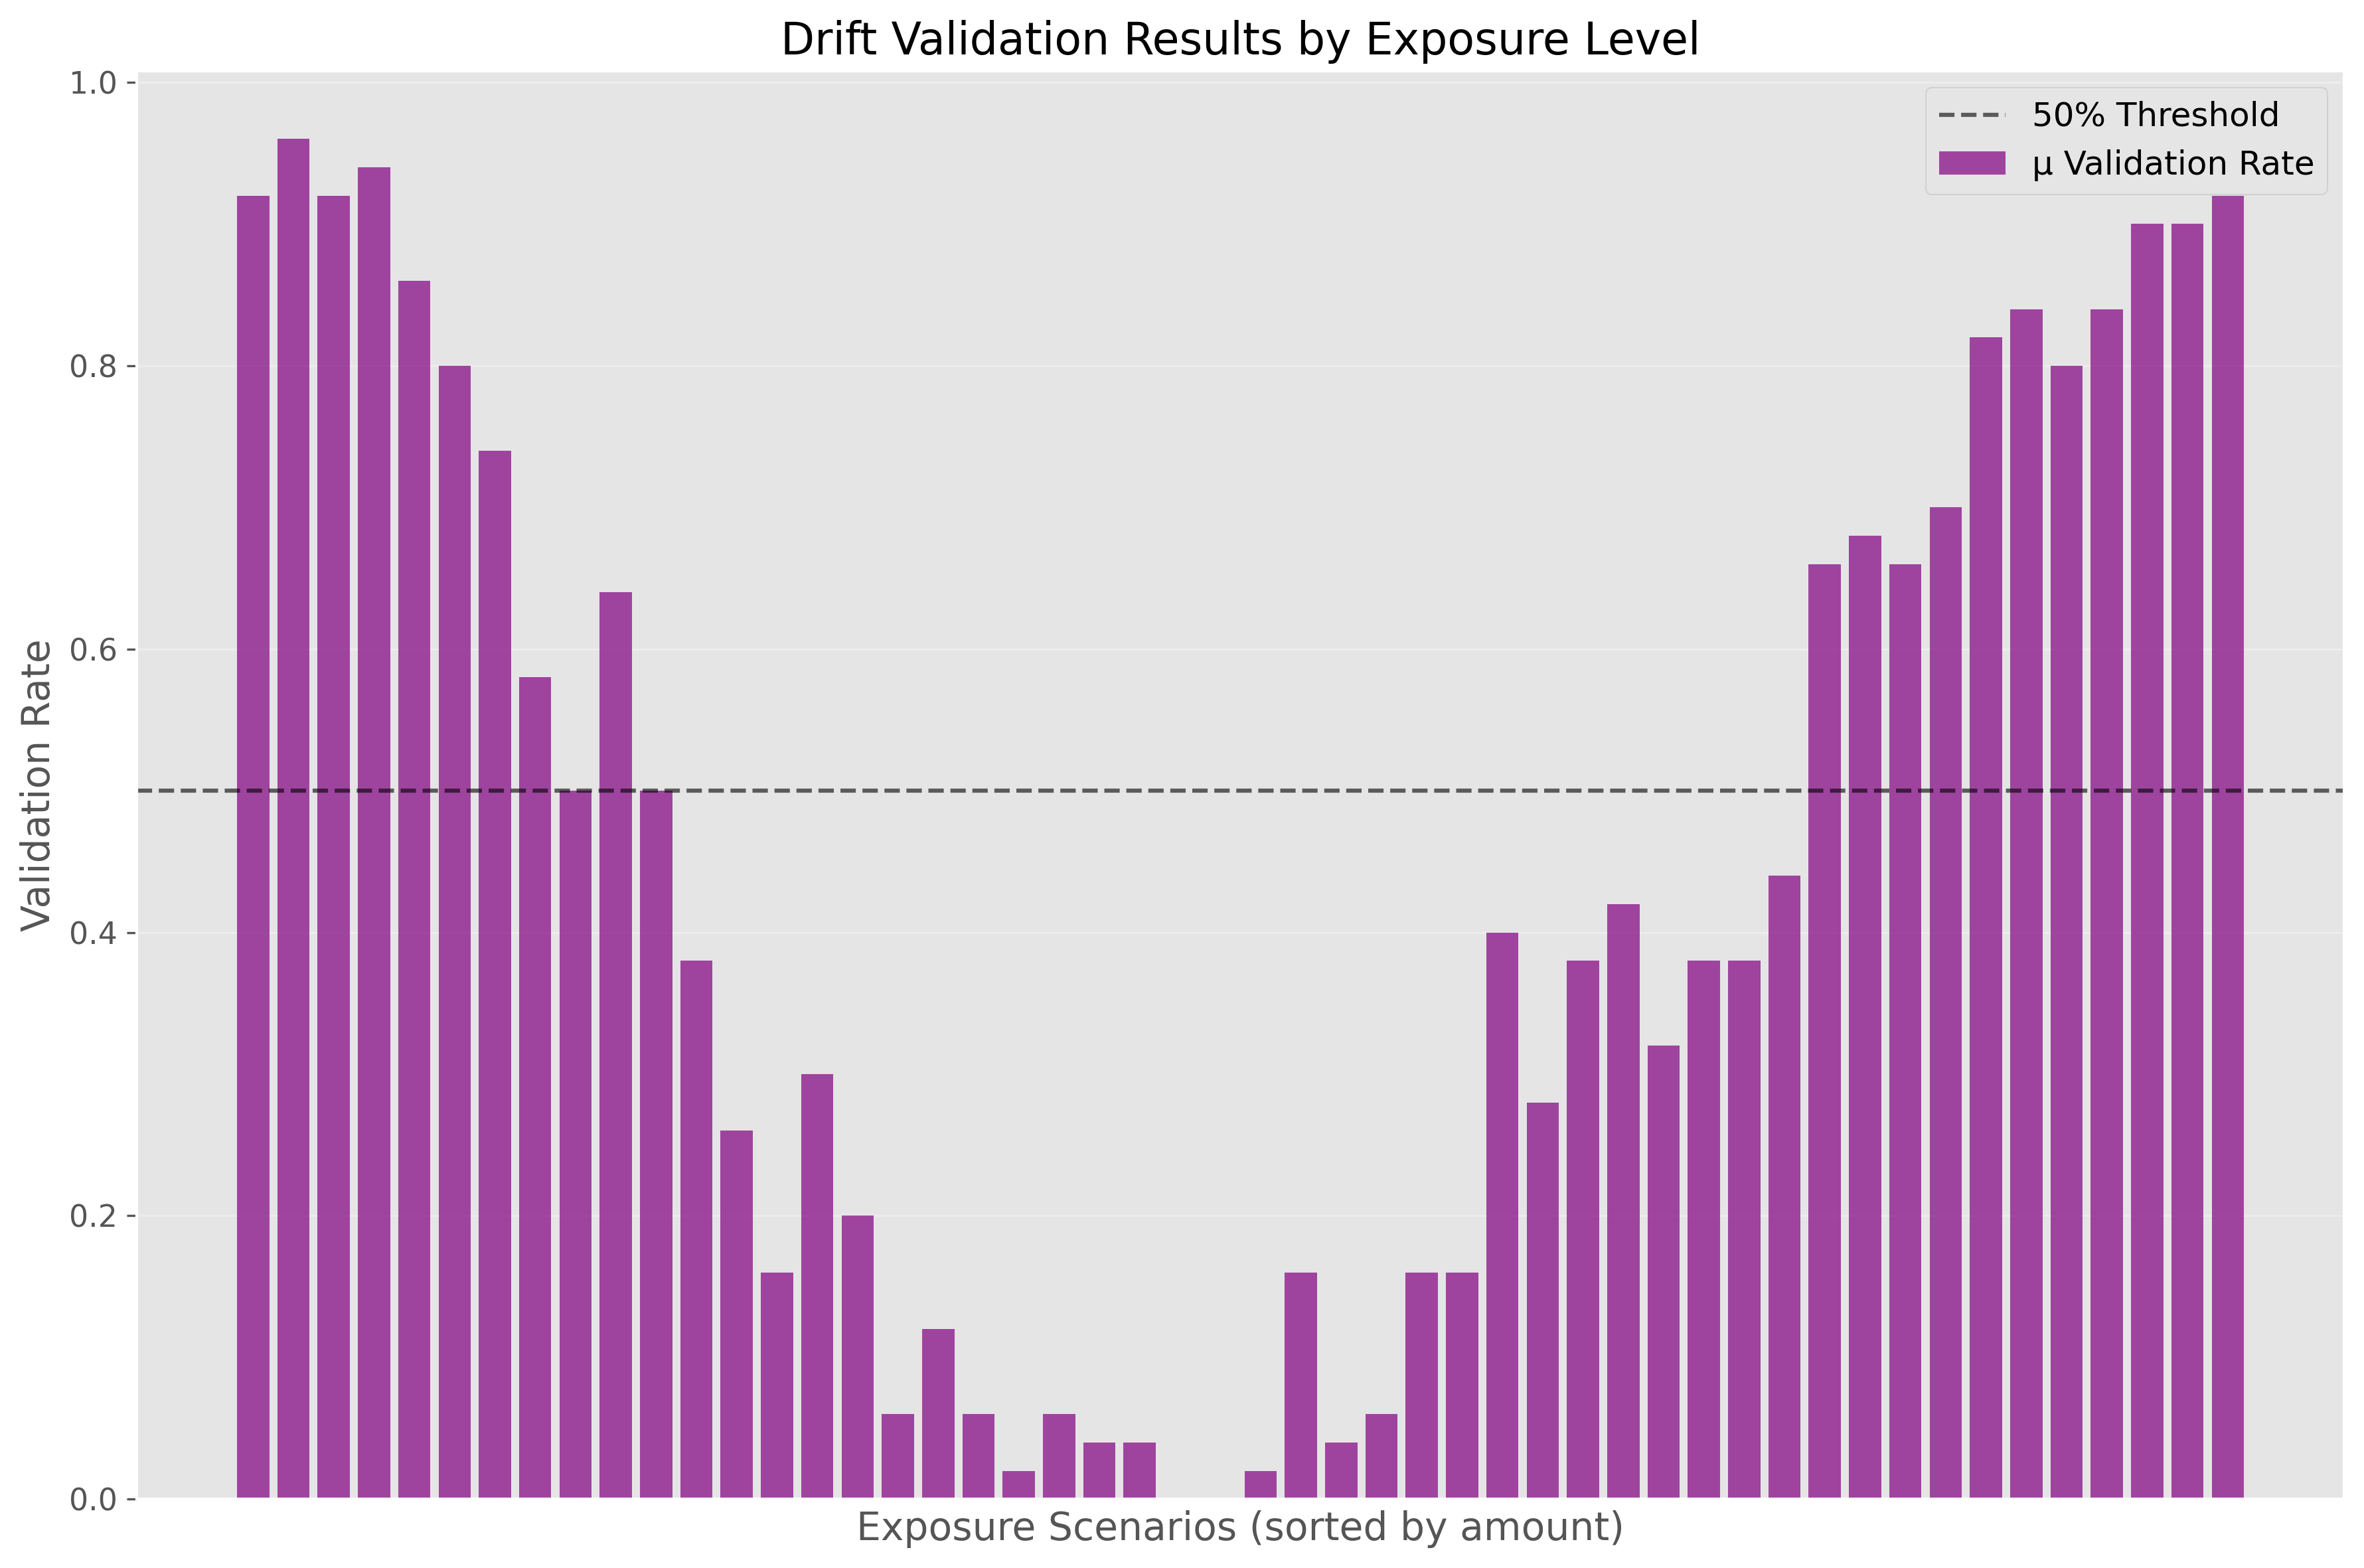 Drift Validation Results by Exposure Level
1.0
0.8
0.6
0.4
0.2
0.0
Validation Rate
50% Threshold
μ Validation Rate
Exposure Scenarios (sorted by amount)